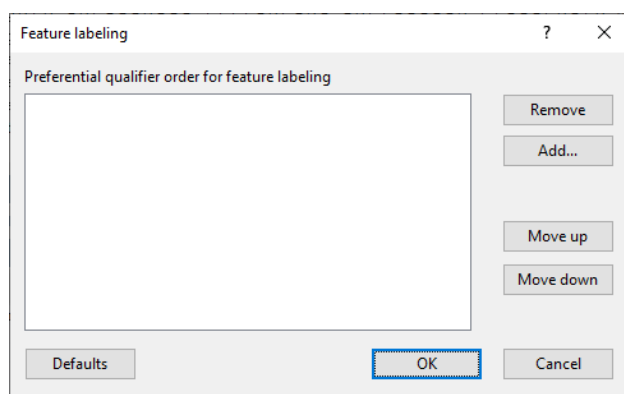 Feature labeling ?
Preferential qualifier order for feature labeling
Remove
Add...
Move up
Move down
Defaults OK Cancel